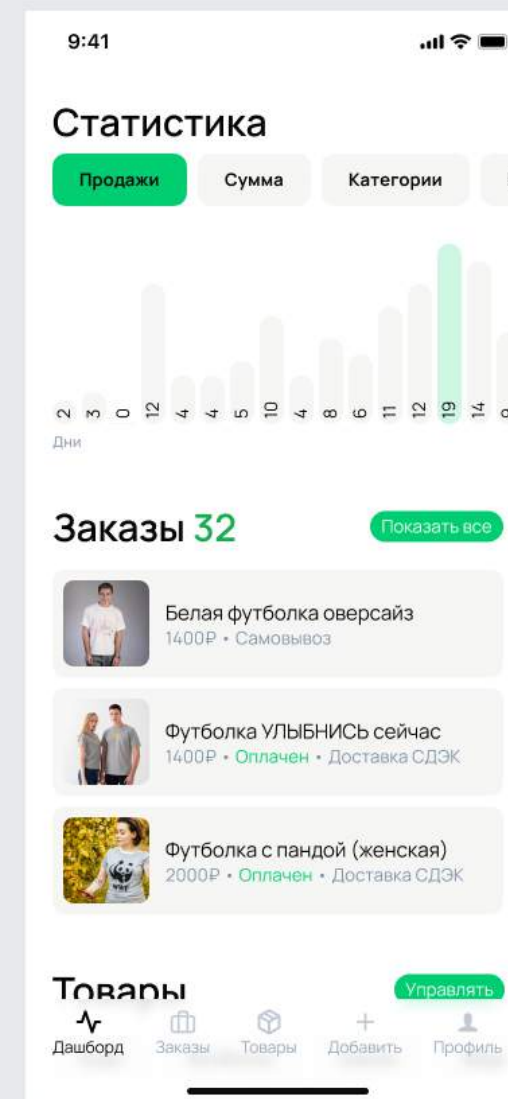 9:41
Статистика
Продажи Сумма Категории
2 3 0 12 4 4 5 10 4 8 6 11 12 19 14 9
Дни
Заказы 32 Показать все
Белая футболка оверсайз
1400₽ • Самовывоз
Футболка УЛЫБНИСЬ сейчас
1400₽ • Оплачен • Доставка СДЭК
Футболка с пандой (женская)
2000₽ • Оплачен • Доставка СДЭК
Товары Управлять
Дашборд Заказы Товары Добавить Профиль